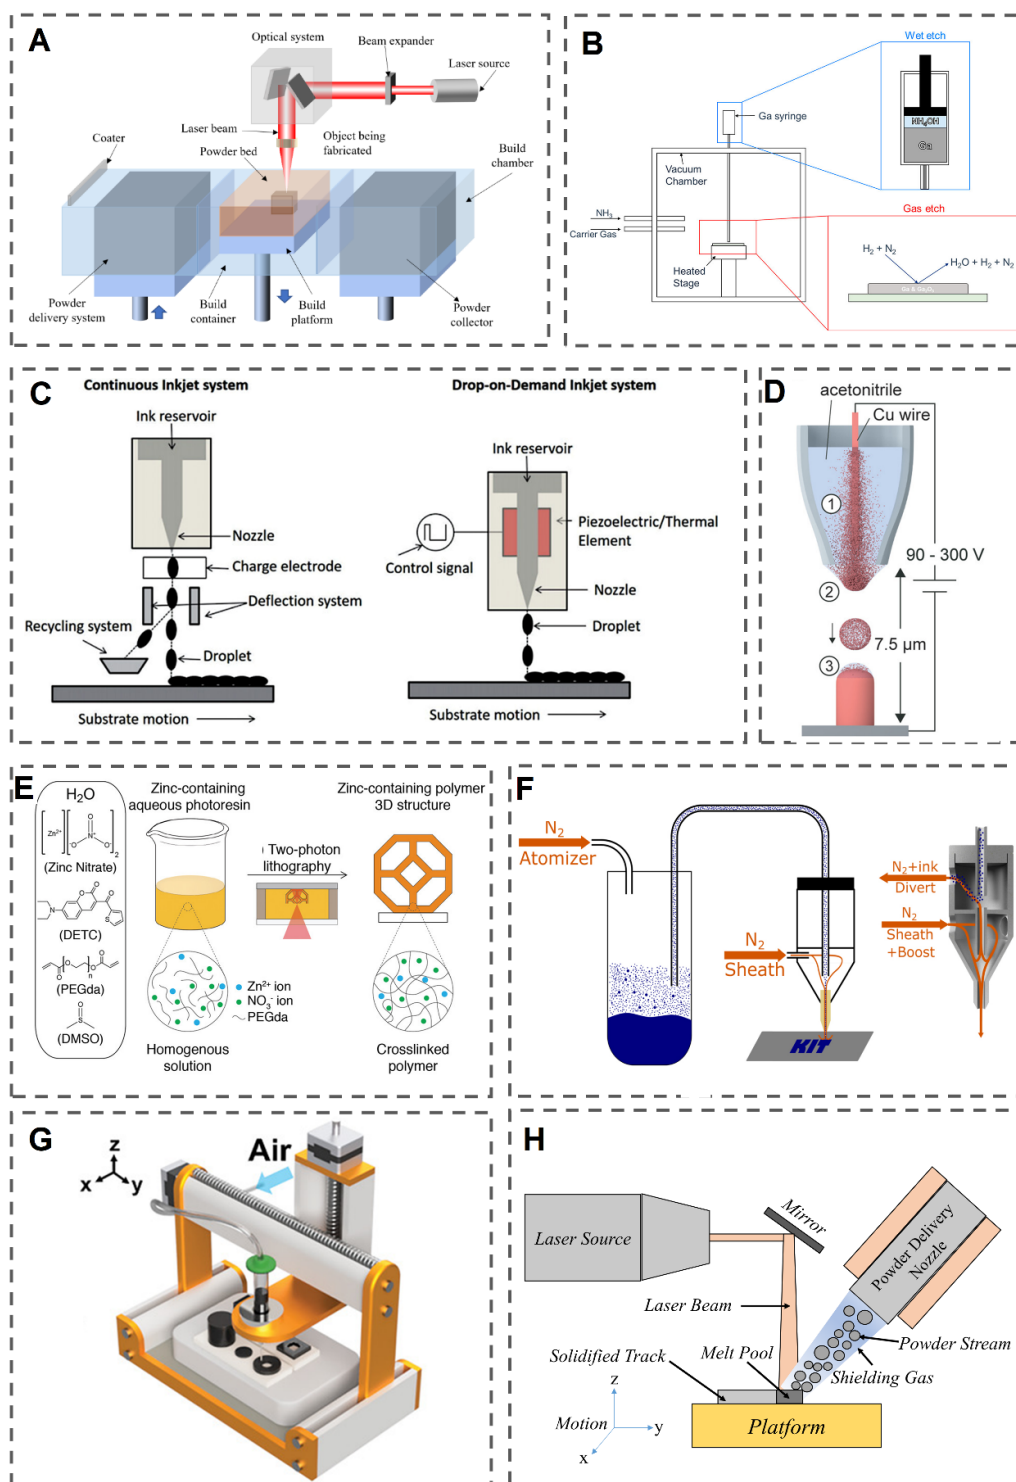 A
Optical system
Beam expander
Laser source
Laser beam
Object being
fabricated
Powder bed
Coater
Build
chamber
Powder
delivery system
Build
container
Build
platform
Powder
collector
B
Wet etch
Ga syringe
NH₄OH
Ga
Vacuum
Chamber
NH₃
Carrier Gas
Heated
Stage
Gas etch
H₂ + N₂
H₂O + H₂ + N₂
Ga & Ga₂O₃
C
Continuous Inkjet system
Ink reservoir
Nozzle
Charge electrode
Deflection system
Recycling system
Droplet
Substrate motion
Drop-on-Demand Inkjet system
Ink reservoir
Piezoelectric/Thermal
Element
Control signal
Nozzle
Droplet
Substrate motion
D
acetonitrile
Cu wire
1
90 - 300 V
2
7.5 µm
3
E
H₂O
[Zn²⁺][O N⁺ O⁻ O⁻]₂
(Zinc Nitrate)
(DETC)
(PEGda)
(DMSO)
Zinc-containing
aqueous photoresin
Two-photon
lithography
Zinc-containing polymer
3D structure
Zn²⁺ ion
NO₃⁻ ion
PEGda
Homogenous
solution
Crosslinked
polymer
F
N₂
Atomizer
N₂
Sheath
KIT
N₂+ink
Divert
N₂
Sheath
+Boost
G
z
x
y
Air
H
Laser Source
Mirror
Powder Delivery
Nozzle
Laser Beam
Powder Stream
Shielding Gas
Solidified Track
Melt Pool
z
Motion
y
x
Platform